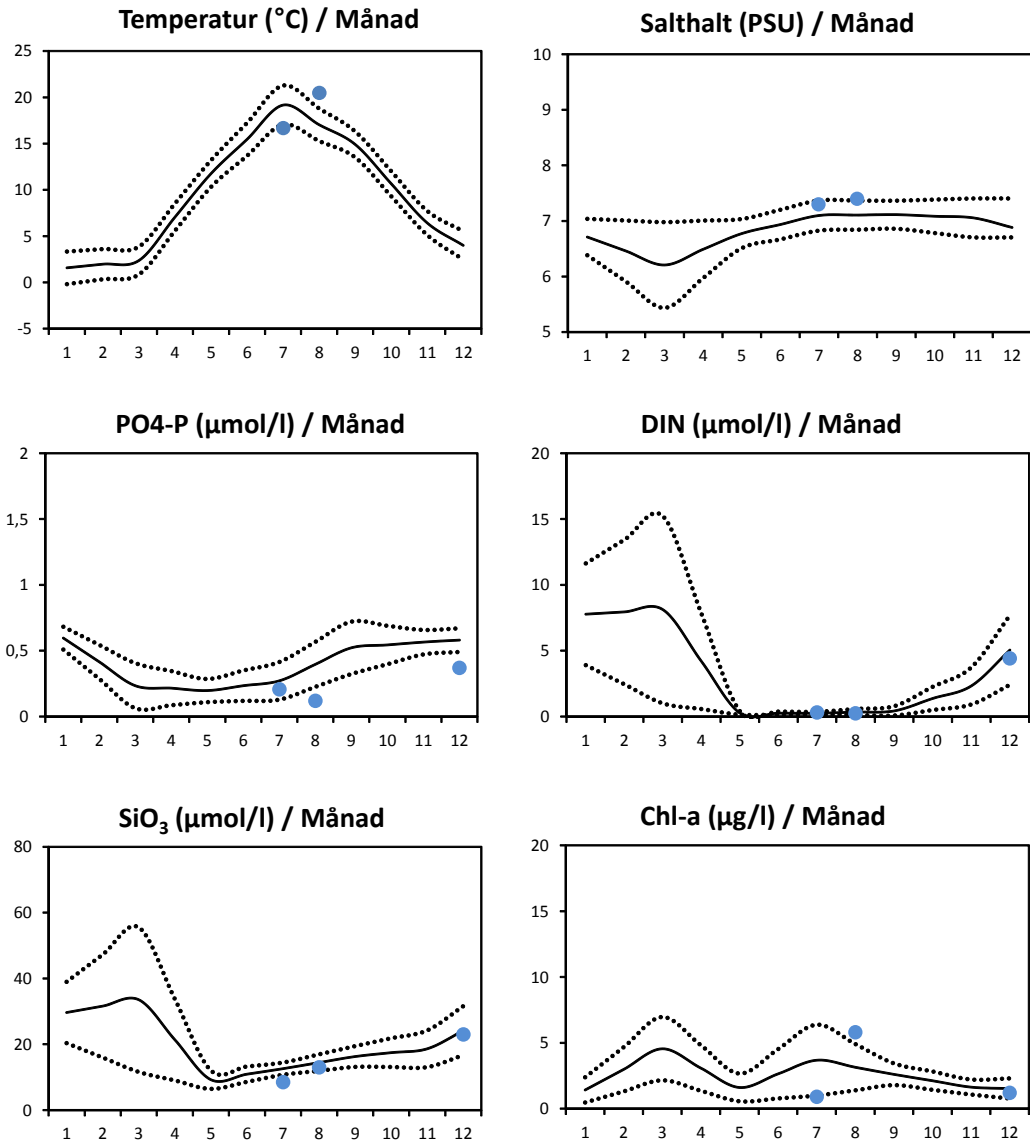 Temperatur (°C) / Månad
25
20
15
10
5
0
-5
1 2 3 4 5 6 7 8 9 10 11 12
Salthalt (PSU) / Månad
10
9
8
7
6
5
1 2 3 4 5 6 7 8 9 10 11 12
PO4-P (µmol/l) / Månad
2
1,5
1
0,5
0
1 2 3 4 5 6 7 8 9 10 11 12
DIN (µmol/l) / Månad
20
15
10
5
0
1 2 3 4 5 6 7 8 9 10 11 12
SiO₃ (µmol/l) / Månad
80
60
40
20
0
1 2 3 4 5 6 7 8 9 10 11 12
Chl-a (µg/l) / Månad
20
15
10
5
0
1 2 3 4 5 6 7 8 9 10 11 12